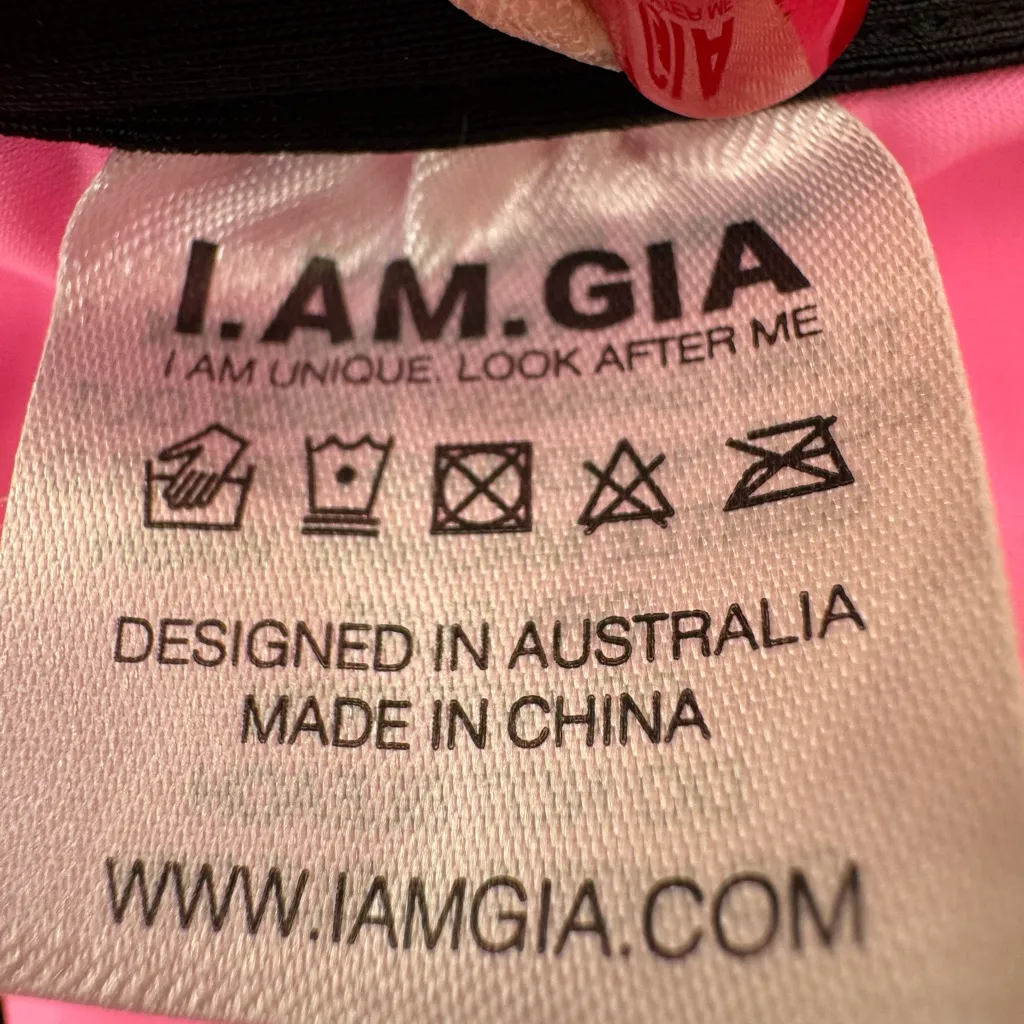 I.AM.GIA
I AM UNIQUE. LOOK AFTER ME
DESIGNED IN AUSTRALIA
MADE IN CHINA
WWW.IAMGIA.COM